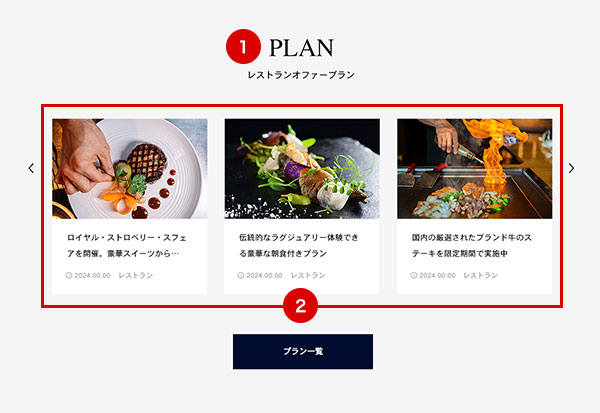 1 PLAN
レストランオファープラン
ロイヤル・ストロベリー・スフェ
アを開催。豪華スイーツから…
2024.00.00 レストラン
伝統的なラグジュアリー体験でき
る豪華な朝食付きプラン
2024.00.00 レストラン
国内の厳選されたブランド牛のス
テーキを限定期間で実施中
2024.00.00 レストラン
2
プラン一覧